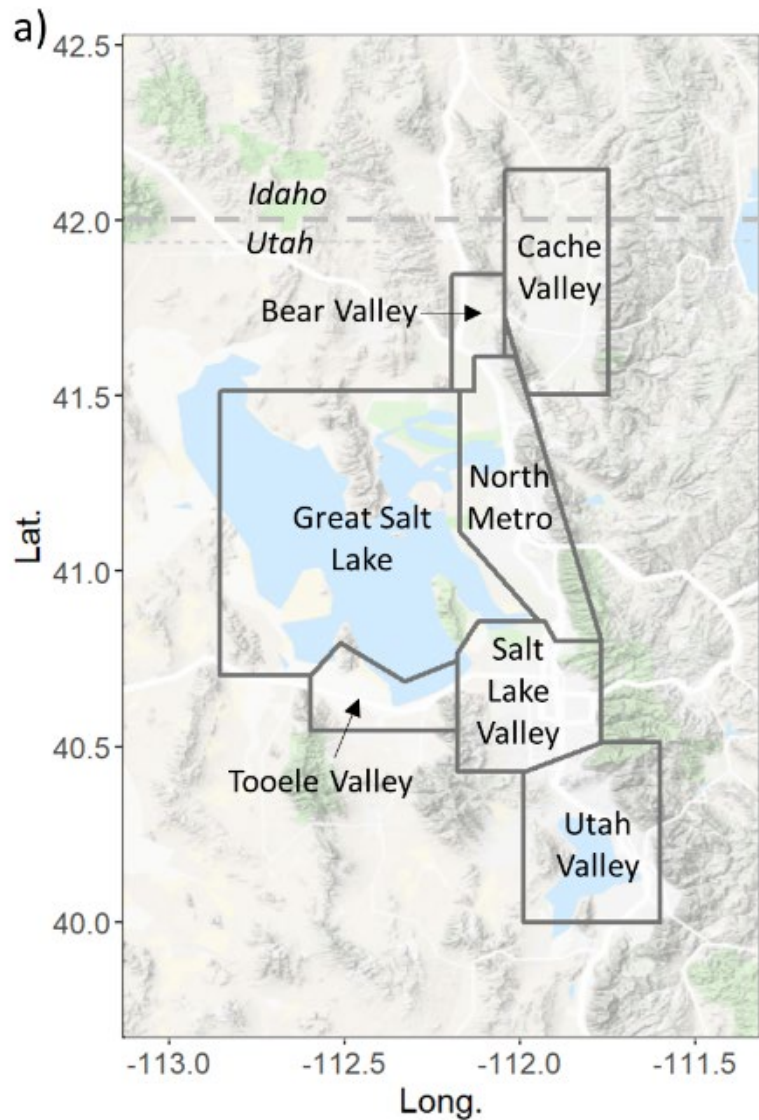 a)
42.5
Idaho
42.0
Utah
Cache
Valley
Bear Valley
41.5
North
Metro
Great Salt
Lake
Lat.
41.0
Salt
Lake
Valley
40.5
Tooele Valley
Utah
Valley
40.0
-113.0
-112.5
-112.0
-111.5
Long.